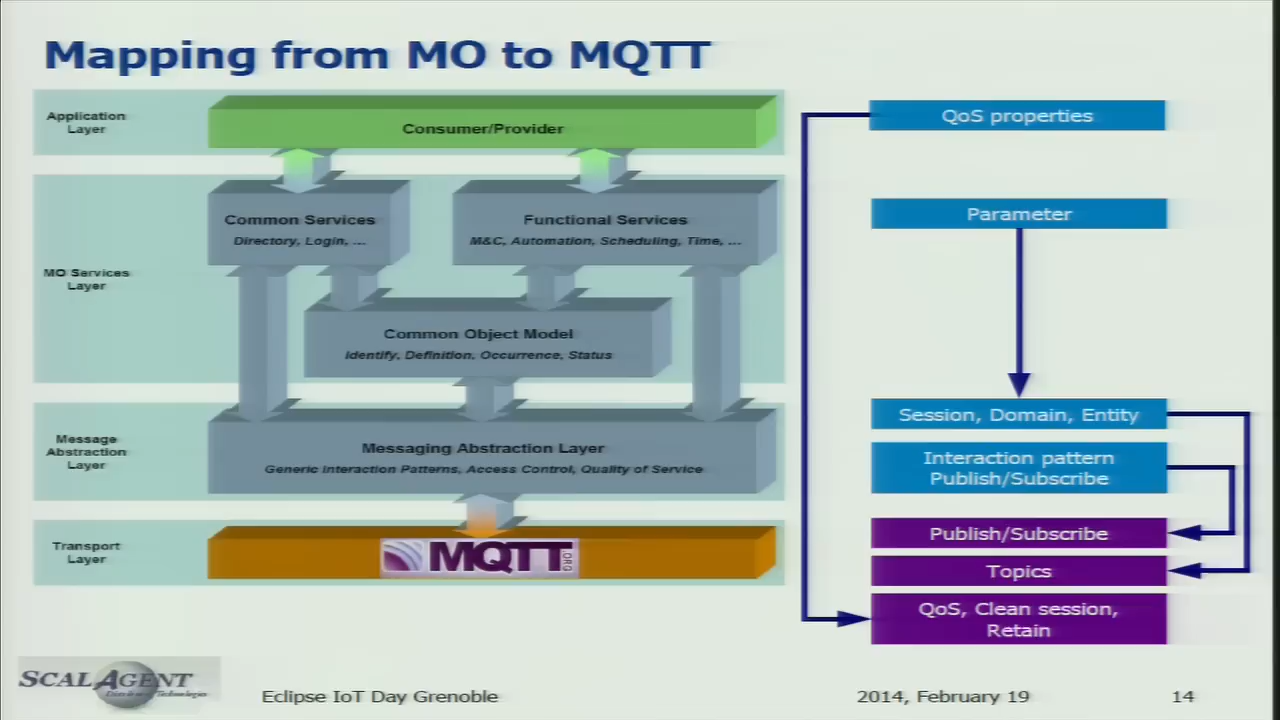 Mapping from MO to MQTT
Application
Layer
Consumer/Provider
MO Services
Layer
Common Services
Directory, Login, ...
Functional Services
M&C, Automation, Scheduling, Time, ...
Common Object Model
Identify, Definition, Occurrence, Status
Message
Abstraction
Layer
Messaging Abstraction Layer
Generic Interaction Patterns, Access Control, Quality of Service
Transport
Layer
MQTT.ORG
QoS properties
Parameter
Session, Domain, Entity
Interaction pattern
Publish/Subscribe
Publish/Subscribe
Topics
QoS, Clean session,
Retain
SCALAGENT
Distributed Technologies
Eclipse IoT Day Grenoble
2014, February 19
14